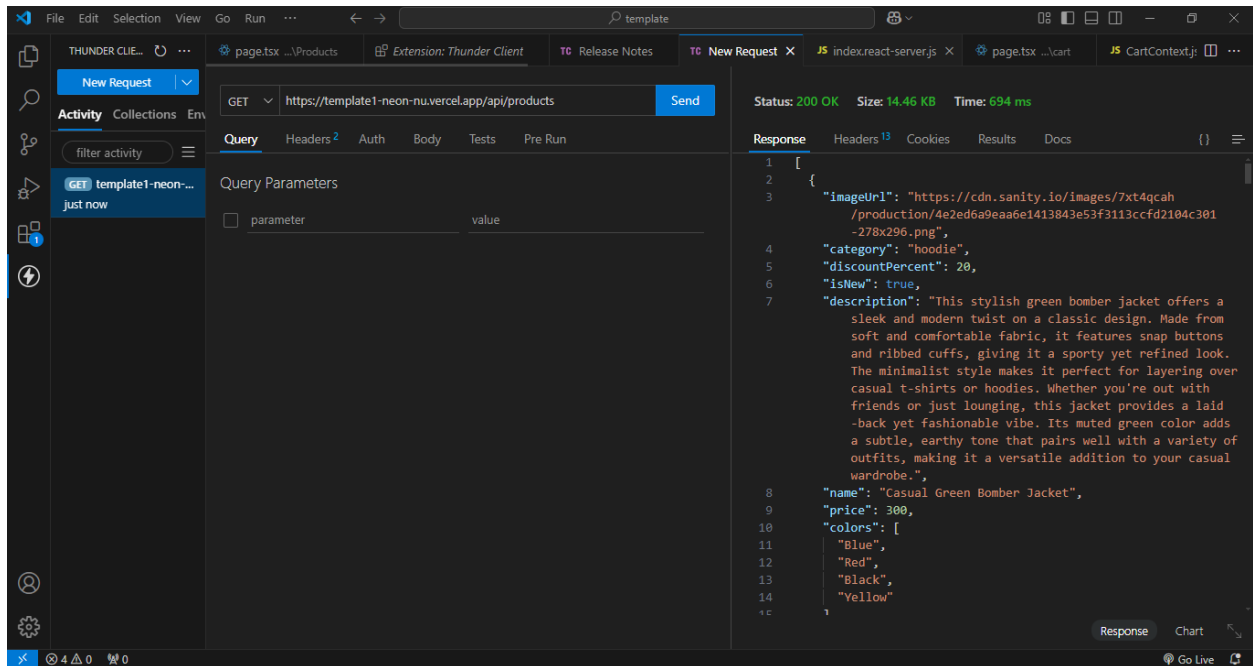 File Edit Selection View Go Run ··· ← → template
THUNDER CLIE... ···
page.tsx ...\Products
Extension: Thunder Client
TC Release Notes
TC New Request ×
JS index.react-server.js ×
page.tsx ...\cart
JS CartContext.js ···
New Request
Activity Collections Env
filter activity
GET template1-neon-...
just now
1
GET https://template1-neon-nu.vercel.app/api/products Send
Query Headers 2 Auth Body Tests Pre Run
Query Parameters
parameter value
Status: 200 OK Size: 14.46 KB Time: 694 ms
Response Headers 13 Cookies Results Docs {}
1 [
2 {
3 "imageUrl": "https://cdn.sanity.io/images/7xt4qcah
/production/4e2ed6a9eaa6e1413843e53f3113ccfd2104c301
-278x296.png",
4 "category": "hoodie",
5 "discountPercent": 20,
6 "isNew": true,
7 "description": "This stylish green bomber jacket offers a
sleek and modern twist on a classic design. Made from
soft and comfortable fabric, it features snap buttons
and ribbed cuffs, giving it a sporty yet refined look.
The minimalist style makes it perfect for layering over
casual t-shirts or hoodies. Whether you're out with
friends or just lounging, this jacket provides a laid
-back yet fashionable vibe. Its muted green color adds
a subtle, earthy tone that pairs well with a variety of
outfits, making it a versatile addition to your casual
wardrobe.",
8 "name": "Casual Green Bomber Jacket",
9 "price": 300,
10 "colors": [
11 "Blue",
12 "Red",
13 "Black",
14 "Yellow"
15 ]
Response Chart
4 0 0 Go Live